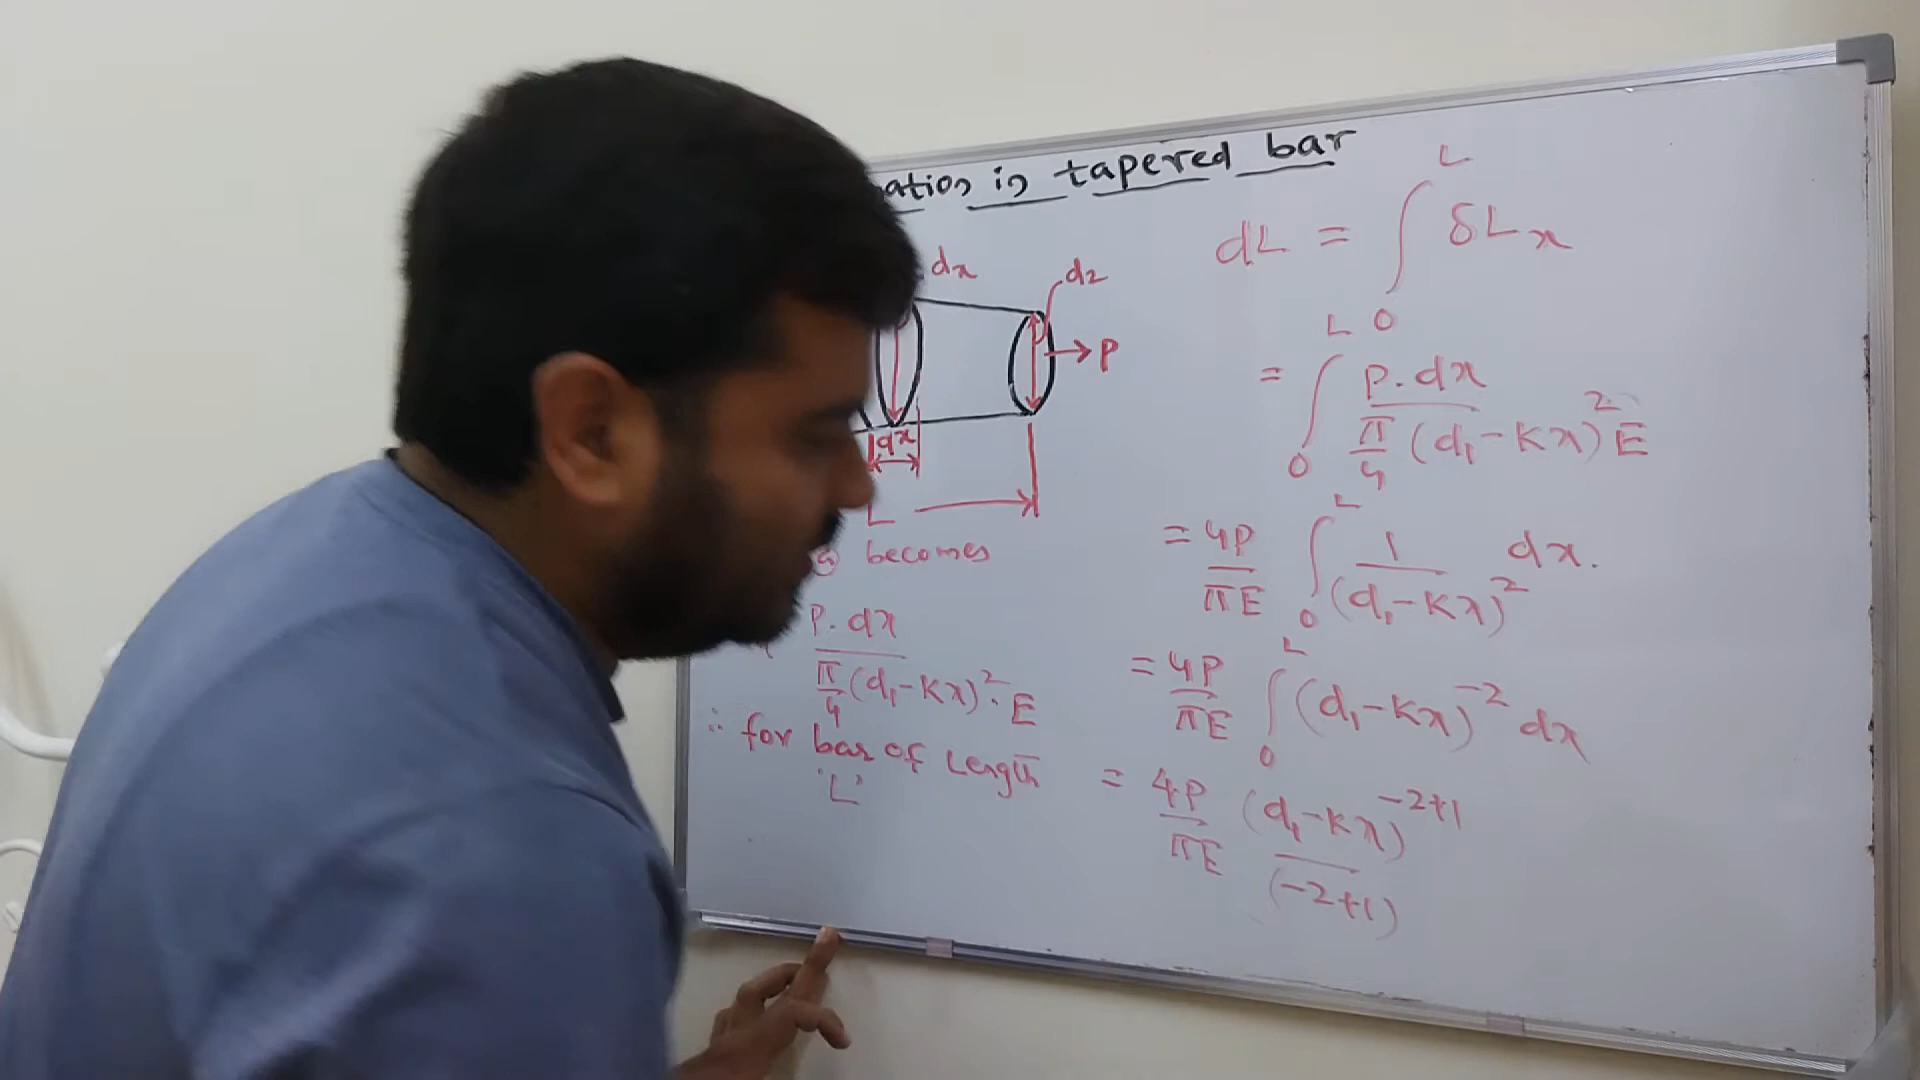 in tapered bar
dx
d2
P
dx
L
becomes
P. dx
π/4 (d₁-Kx)². E
∴ for bar of Length
'L'
dL = ∫₀ᴸ δLx
= ∫₀ᴸ P. dx / π/4 (d₁-Kx)² E
= 4P/πE ∫₀ᴸ 1/(d₁-Kx)² dx.
= 4P/πE ∫₀ᴸ (d₁-Kx)⁻² dx
= 4P/πE (d₁-Kx)⁻²⁺¹ / (-2+1)